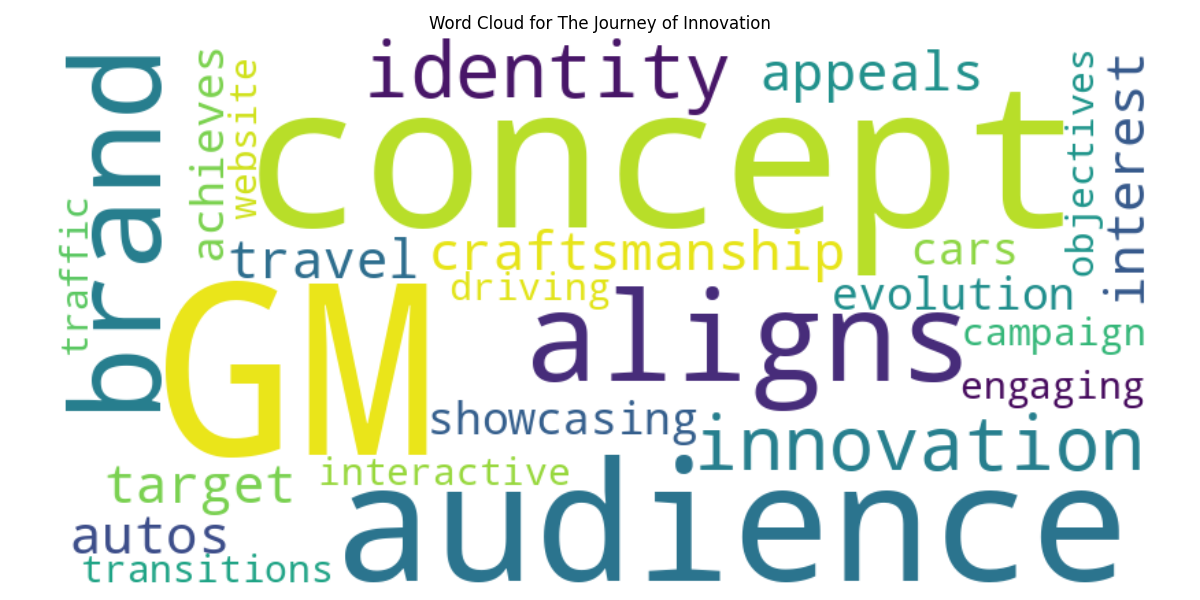 Word Cloud for The Journey of Innovation
identity
appeals
brand
achieves
website
concept
objectives
interest
traffic
travel
craftsmanship
cars
driving
evolution
GM
aligns
campaign
engaging
showcasing
innovation
target
interactive
audience
autos
transitions